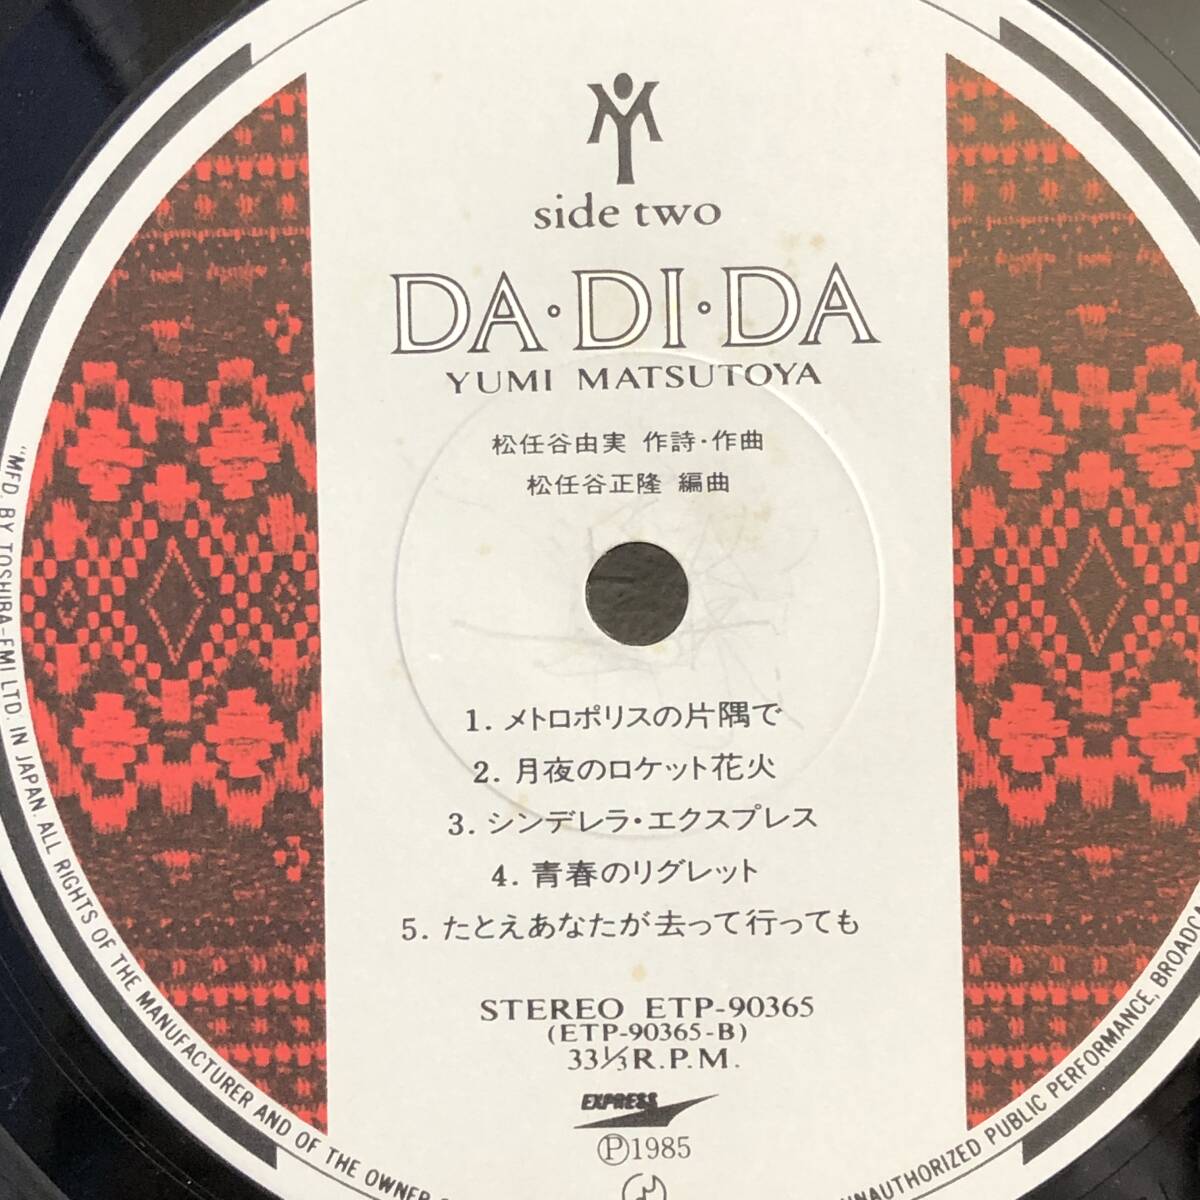 side two
DA・DI・DA
YUMI MATSUTOYA
松任谷由実 作詩・作曲
松任谷正隆 編曲
1. メトロポリスの片隅で
2. 月夜のロケット花火
3. シンデレラ・エクスプレス
4. 青春のリグレット
5. たとえあなたが去って行っても
STEREO ETP-90365
(ETP-90365-B)
33⅓R.P.M.
EXPRESS
Ⓟ1985
"MFD. BY TOSHIBA-EMI LTD. IN JAPAN. ALL RIGHTS OF THE MANUFACTURER AND OF THE OWNER
UNAUTHORIZED PUBLIC PERFORMANCE, BROADCA